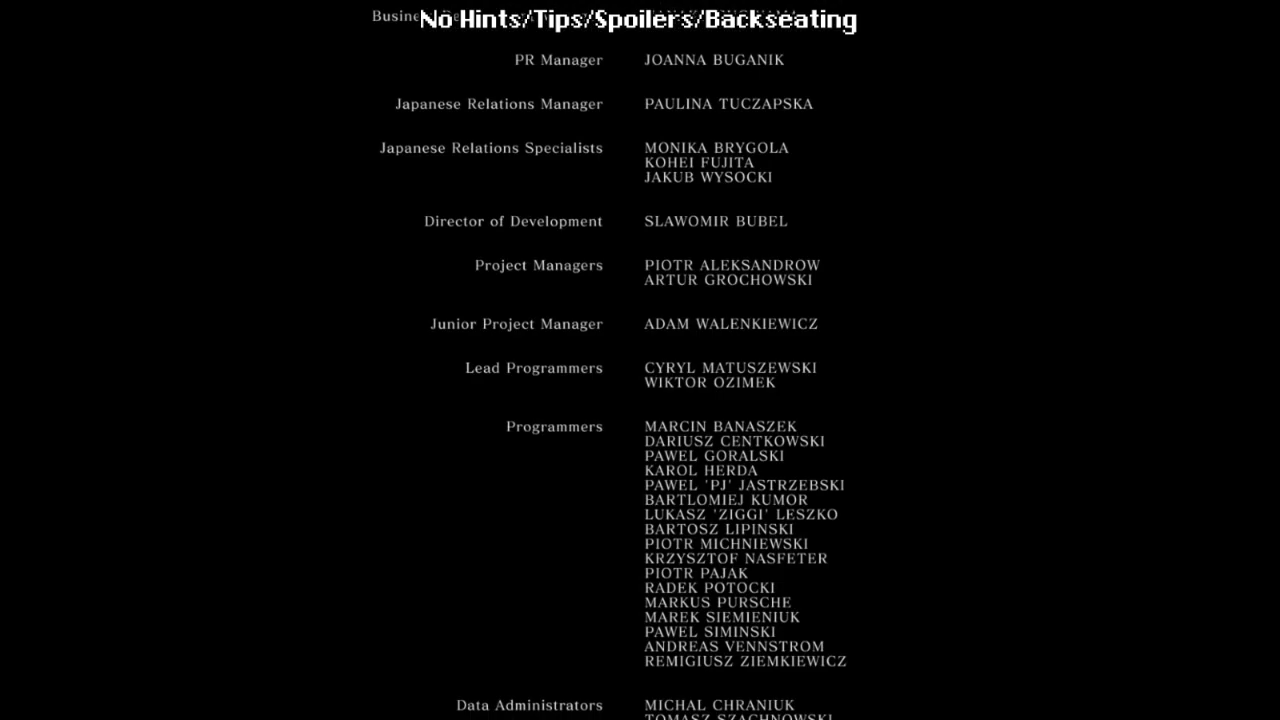 No Hints/Tips/Spoilers/Backseating
PR Manager JOANNA BUGANIK
Japanese Relations Manager PAULINA TUCZAPSKA
Japanese Relations Specialists MONIKA BRYGOLA
KOHEI FUJITA
JAKUB WYSOCKI
Director of Development SLAWOMIR BUBEL
Project Managers PIOTR ALEKSANDROW
ARTUR GROCHOWSKI
Junior Project Manager ADAM WALENKIEWICZ
Lead Programmers CYRYL MATUSZEWSKI
WIKTOR OZIMEK
Programmers MARCIN BANASZEK
DARIUSZ CENTKOWSKI
PAWEL GORALSKI
KAROL HERDA
PAWEL 'PJ' JASTRZEBSKI
BARTLOMIEJ KUMOR
LUKASZ 'ZIGGI' LESZKO
BARTOSZ LIPINSKI
PIOTR MICHNIEWSKI
KRZYSZTOF NASFETER
PIOTR PAJAK
RADEK POTOCKI
MARKUS PURSCHE
MAREK SIEMIENIUK
PAWEL SIMINSKI
ANDREAS VENNSTROM
REMIGIUSZ ZIEMKIEWICZ
Data Administrators MICHAL CHRANIUK
TOMASZ SZACHNOWSKI